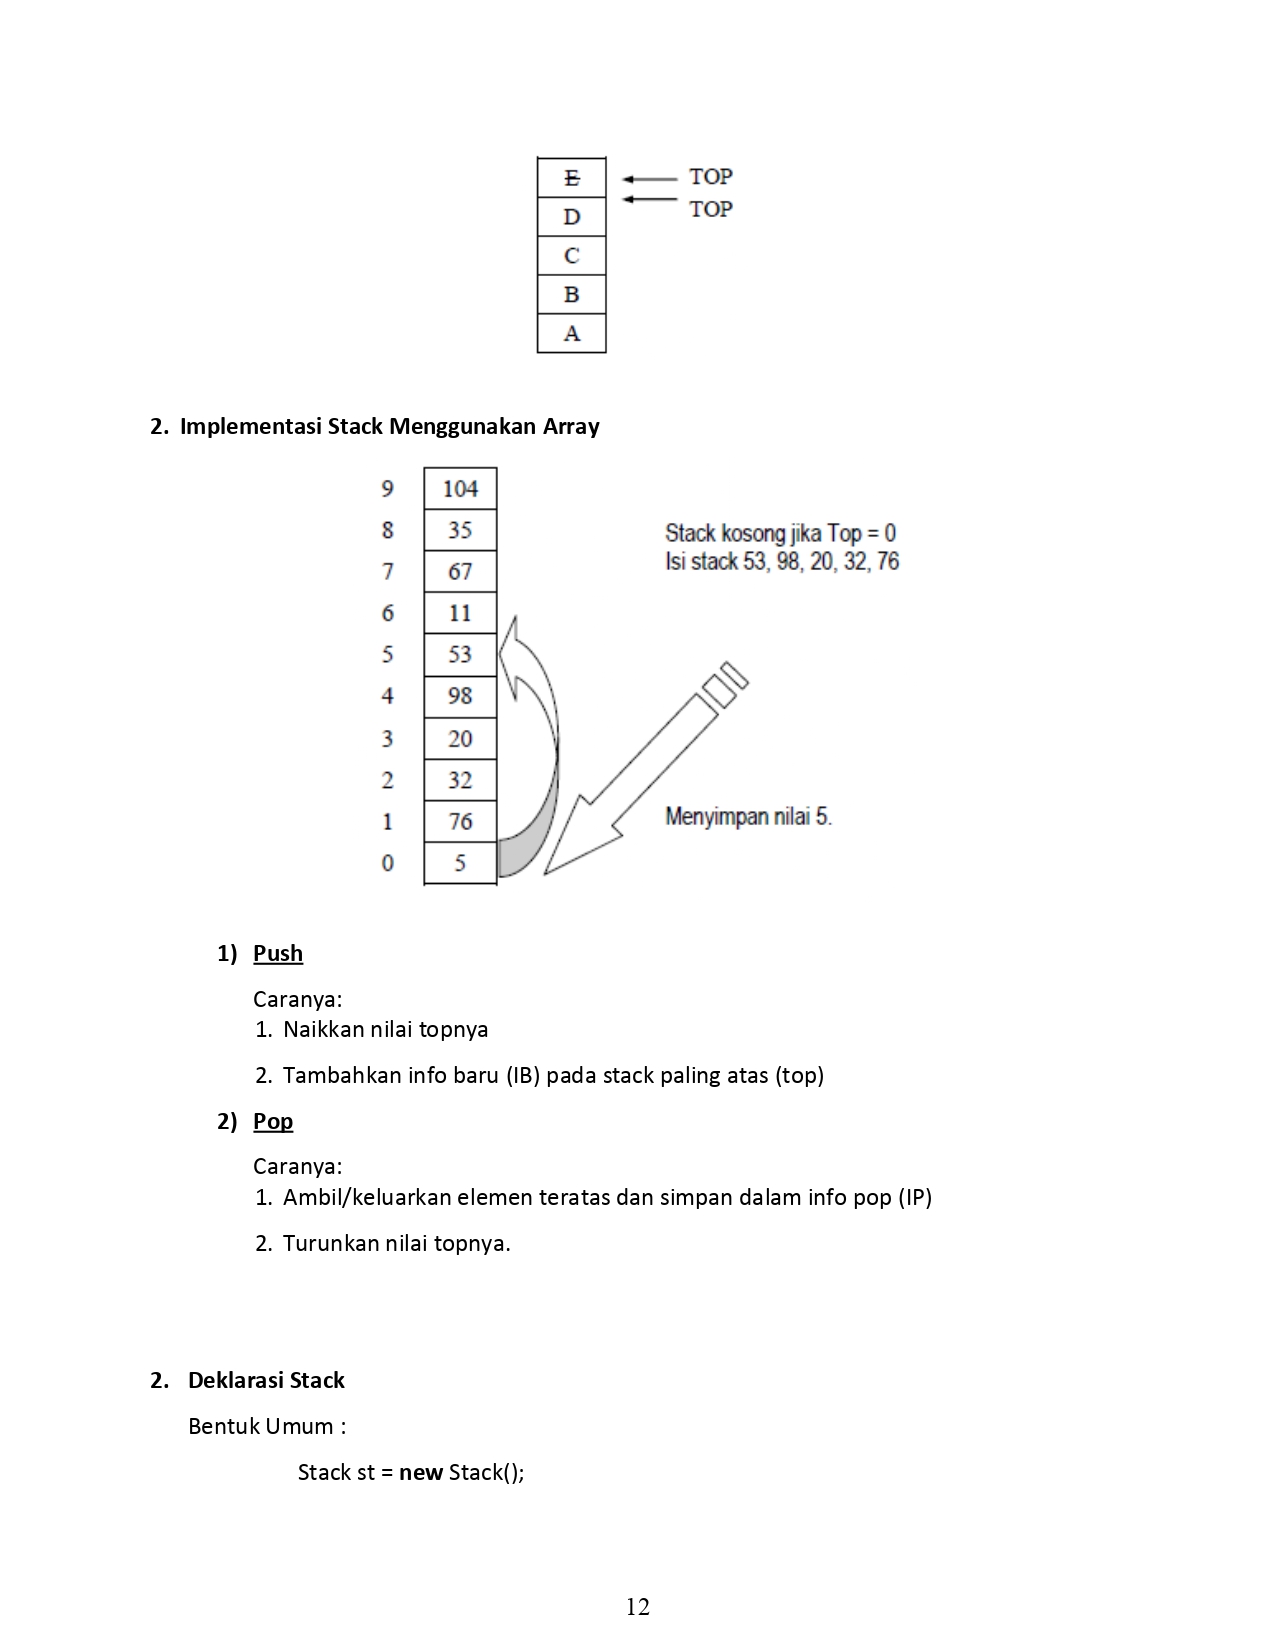 E TOP
D TOP
C
B
A
2. Implementasi Stack Menggunakan Array
9 104
8 35
Stack kosong jika Top = 0
Isi stack 53, 98, 20, 32, 76
7 67
6 11
5 53
4 98
3 20
2 32
1 76
Menyimpan nilai 5.
0 5
1) Push
Caranya:
1. Naikkan nilai topnya
2. Tambahkan info baru (IB) pada stack paling atas (top)
2) Pop
Caranya:
1. Ambil/keluarkan elemen teratas dan simpan dalam info pop (IP)
2. Turunkan nilai topnya.
2. Deklarasi Stack
Bentuk Umum :
Stack st = new Stack();
12